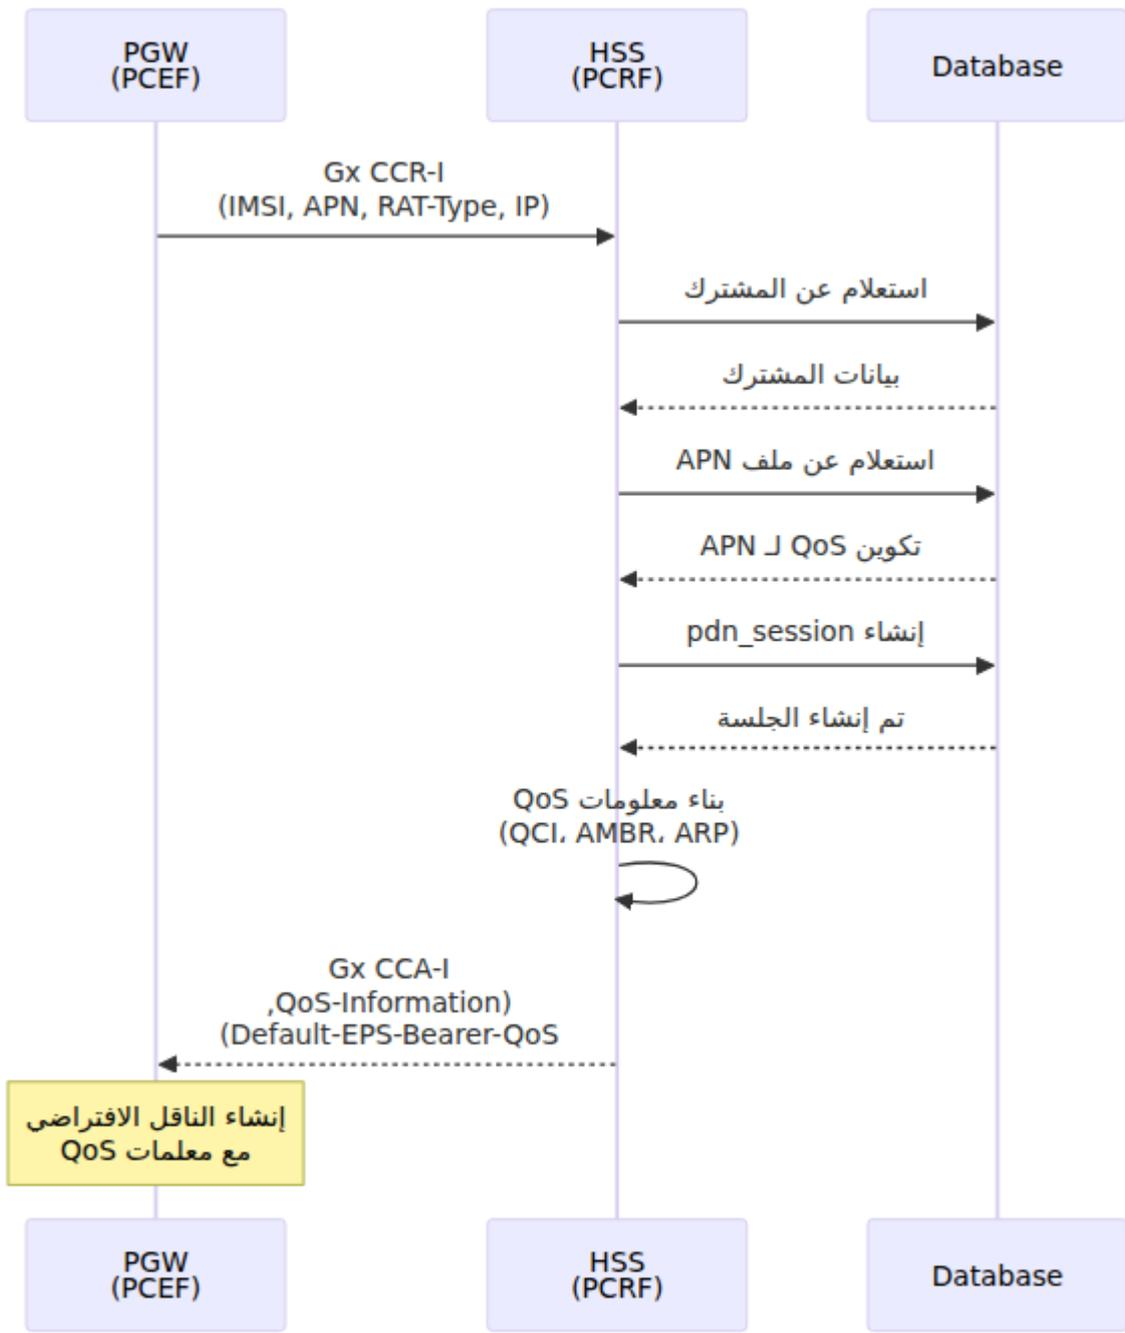 PGW
(PCEF)
HSS
(PCRF)
Database
Gx CCR-I
(IMSI, APN, RAT-Type, IP)
استعلام عن المشترك
بيانات المشترك
استعلام عن ملف APN
تكوين QoS لـ APN
إنشاء pdn_session
تم إنشاء الجلسة
بناء معلومات QoS
(QCI، AMBR، ARP)
Gx CCA-I
,QoS-Information)
(Default-EPS-Bearer-QoS
إنشاء الناقل الافتراضي
مع معلمات QoS
PGW
(PCEF)
HSS
(PCRF)
Database